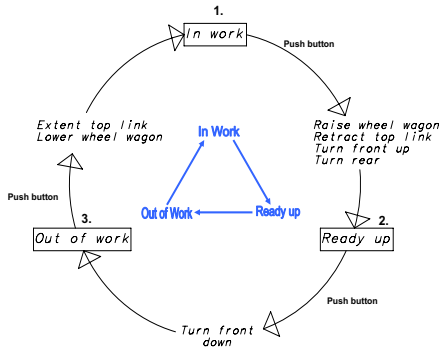 1.
In work
Push button
Raise wheel wagon
Retract top link
Turn front up
Turn rear
2.
Ready up
Push button
Turn front
down
3.
Out of work
Push button
Extent top link
Lower wheel wagon
In Work
Ready up
Out of Work